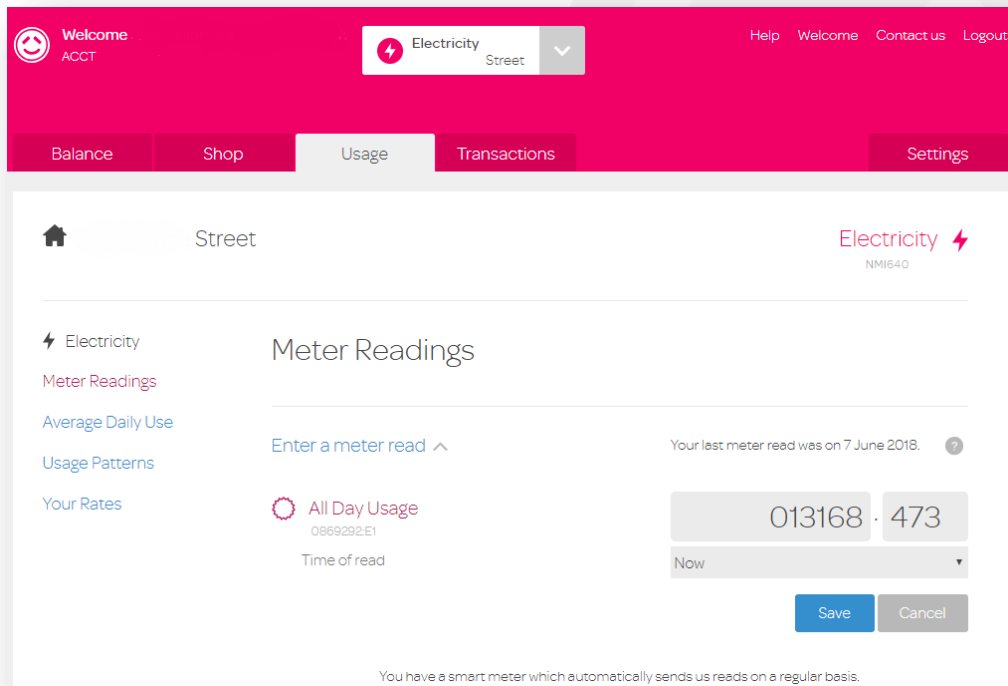 Welcome
ACCT
Electricity
Street
Help Welcome Contact us Logout
Balance Shop Usage Transactions Settings
Street
Electricity
NMI640
Electricity
Meter Readings
Average Daily Use
Usage Patterns
Your Rates
Meter Readings
Enter a meter read
Your last meter read was on 7 June 2018. ?
All Day Usage
0869292:E1
013168 . 473
Time of read
Now
Save Cancel
You have a smart meter which automatically sends us reads on a regular basis.